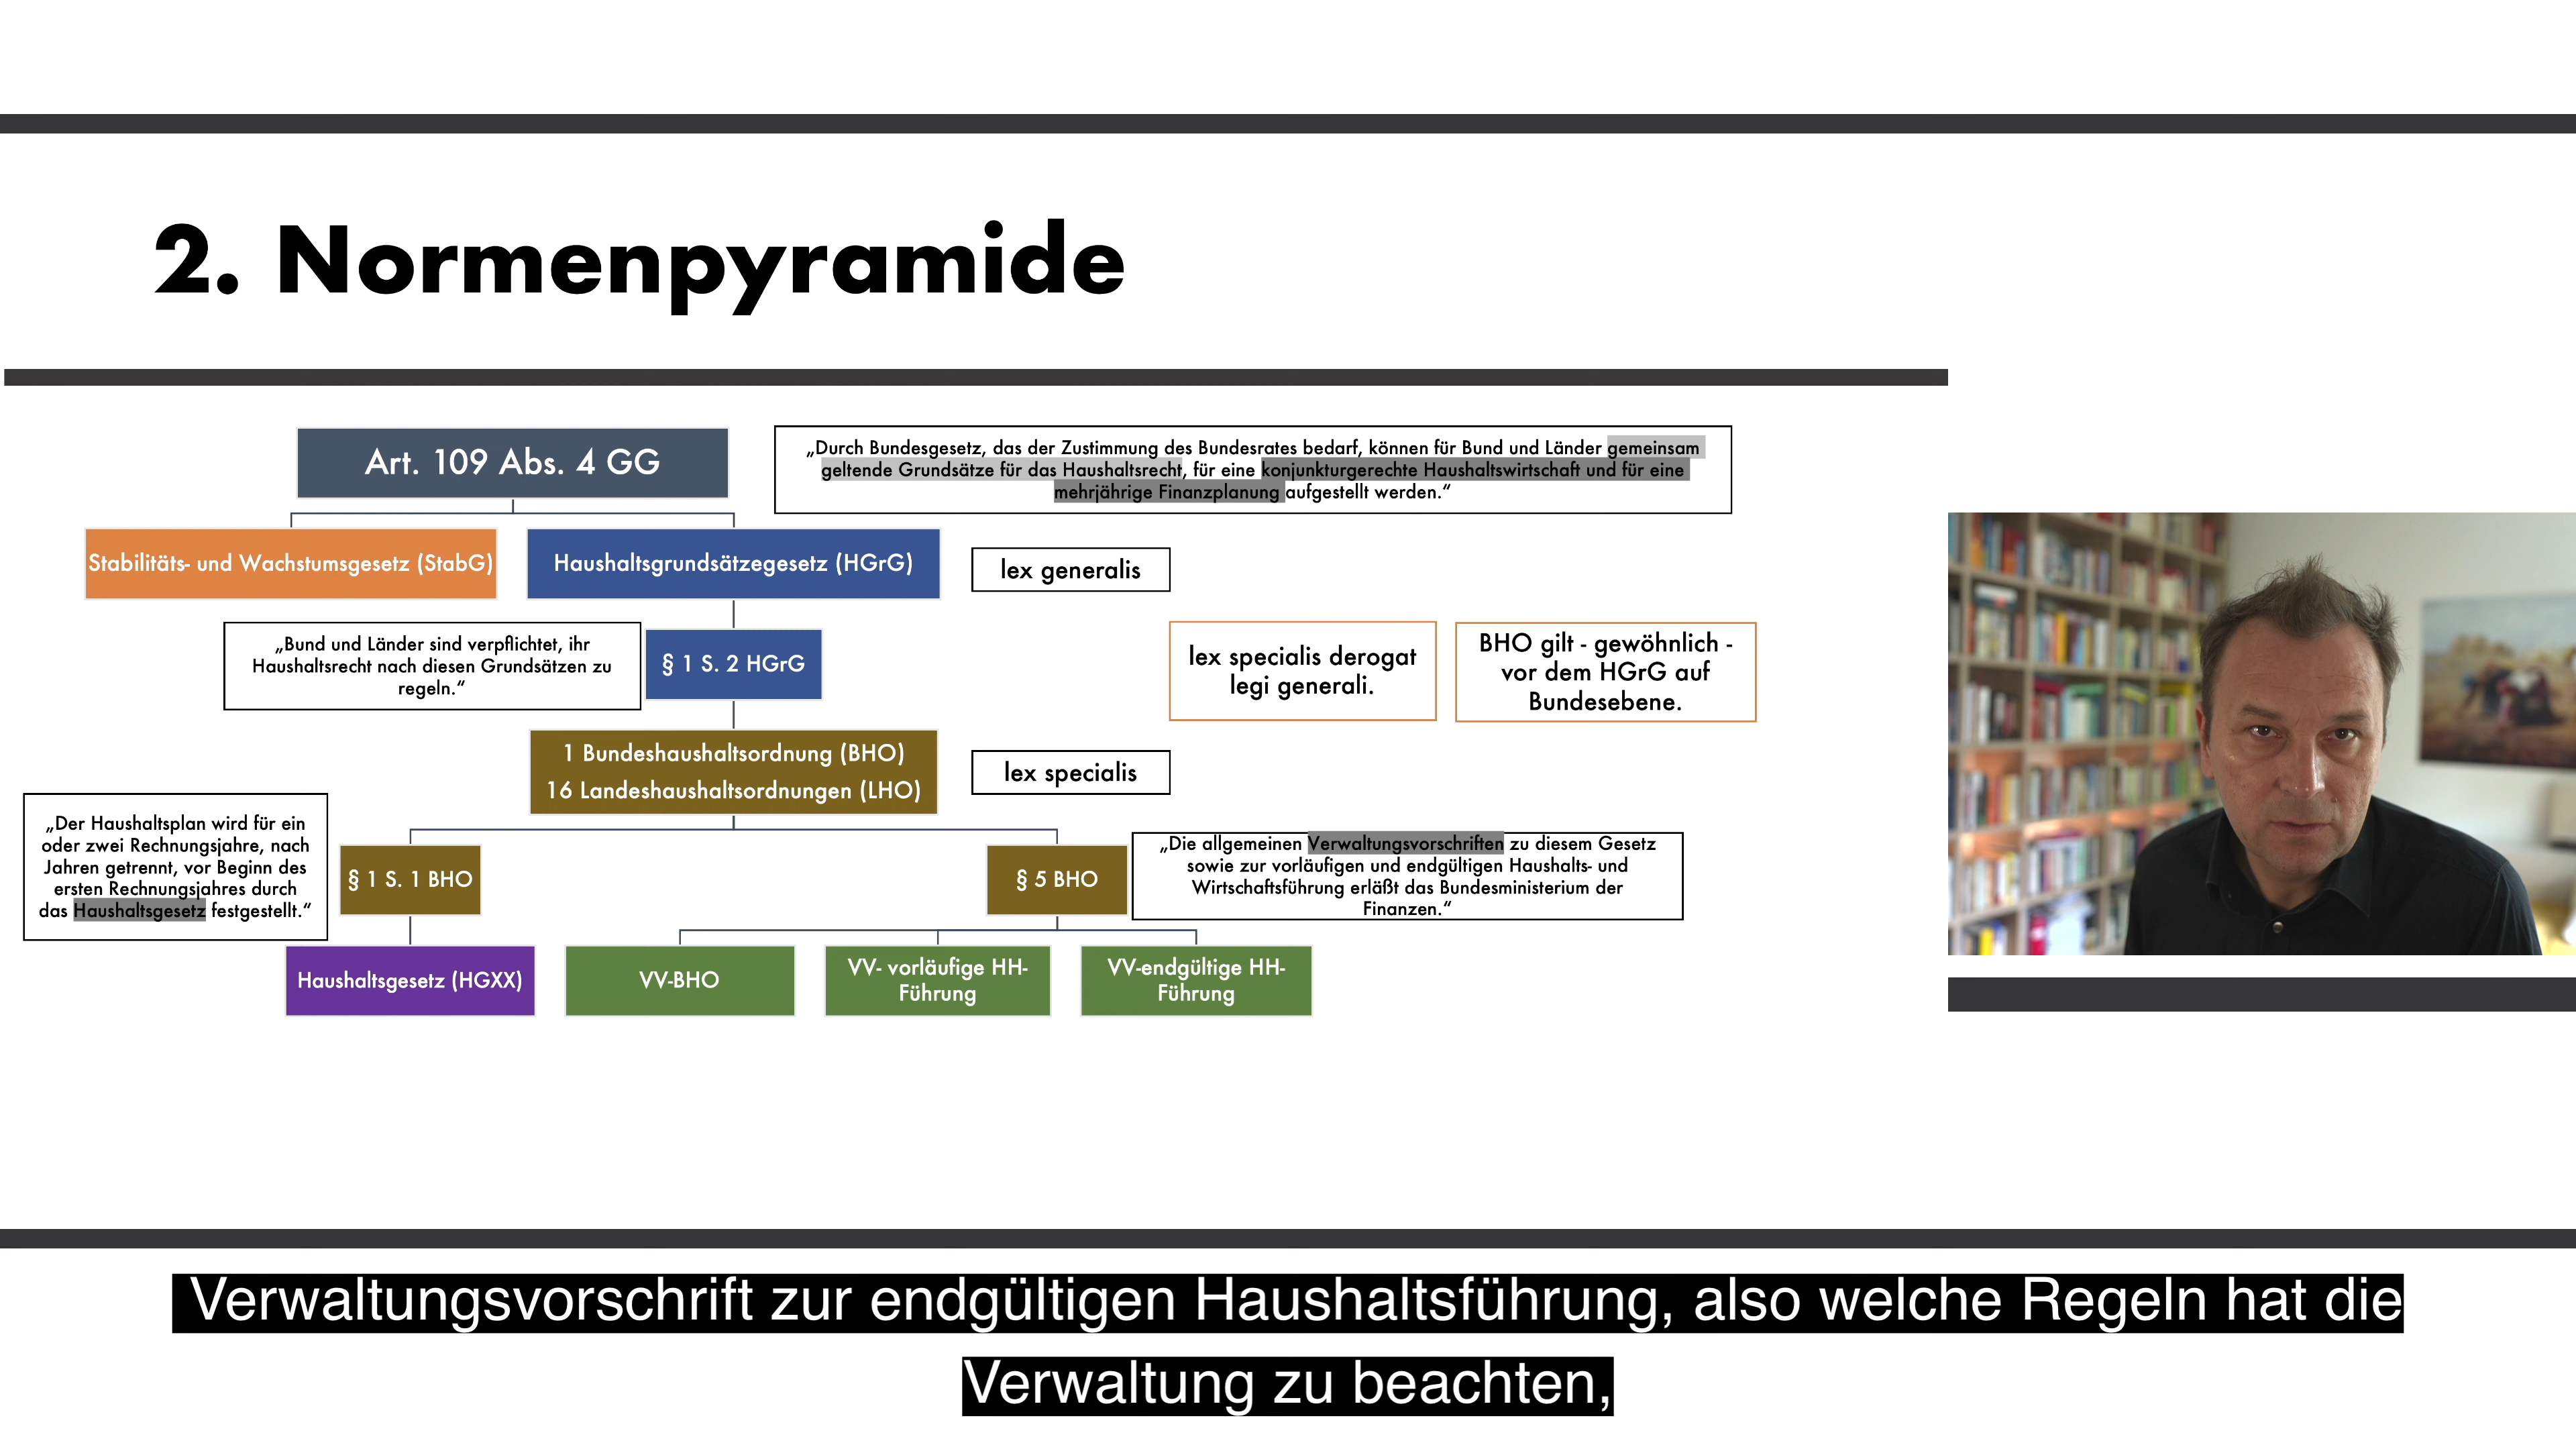 2. Normenpyramide
Art. 109 Abs. 4 GG
„Durch Bundesgesetz, das der Zustimmung des Bundesrates bedarf, können für Bund und Länder gemeinsam
geltende Grundsätze für das Haushaltsrecht, für eine konjunkturgerechte Haushaltswirtschaft und für eine
mehrjährige Finanzplanung aufgestellt werden.“
Stabilitäts- und Wachstumsgesetz (StabG)
Haushaltsgrundsätzegesetz (HGrG)
lex generalis
„Bund und Länder sind verpflichtet, ihr
Haushaltsrecht nach diesen Grundsätzen zu
regeln.“
§ 1 S. 2 HGrG
lex specialis derogat
legi generali.
BHO gilt - gewöhnlich -
vor dem HGrG auf
Bundesebene.
1 Bundeshaushaltsordnung (BHO)
16 Landeshaushaltsordnungen (LHO)
lex specialis
„Der Haushaltsplan wird für ein
oder zwei Rechnungsjahre, nach
Jahren getrennt, vor Beginn des
ersten Rechnungsjahres durch
das Haushaltsgesetz festgestellt.“
§ 1 S. 1 BHO
§ 5 BHO
„Die allgemeinen Verwaltungsvorschriften zu diesem Gesetz
sowie zur vorläufigen und endgültigen Haushalts- und
Wirtschaftsführung erläßt das Bundesministerium der
Finanzen.“
Haushaltsgesetz (HGXX)
VV-BHO
VV- vorläufige HH-
Führung
VV-endgültige HH-
Führung
Verwaltungsvorschrift zur endgültigen Haushaltsführung, also welche Regeln hat die
Verwaltung zu beachten,